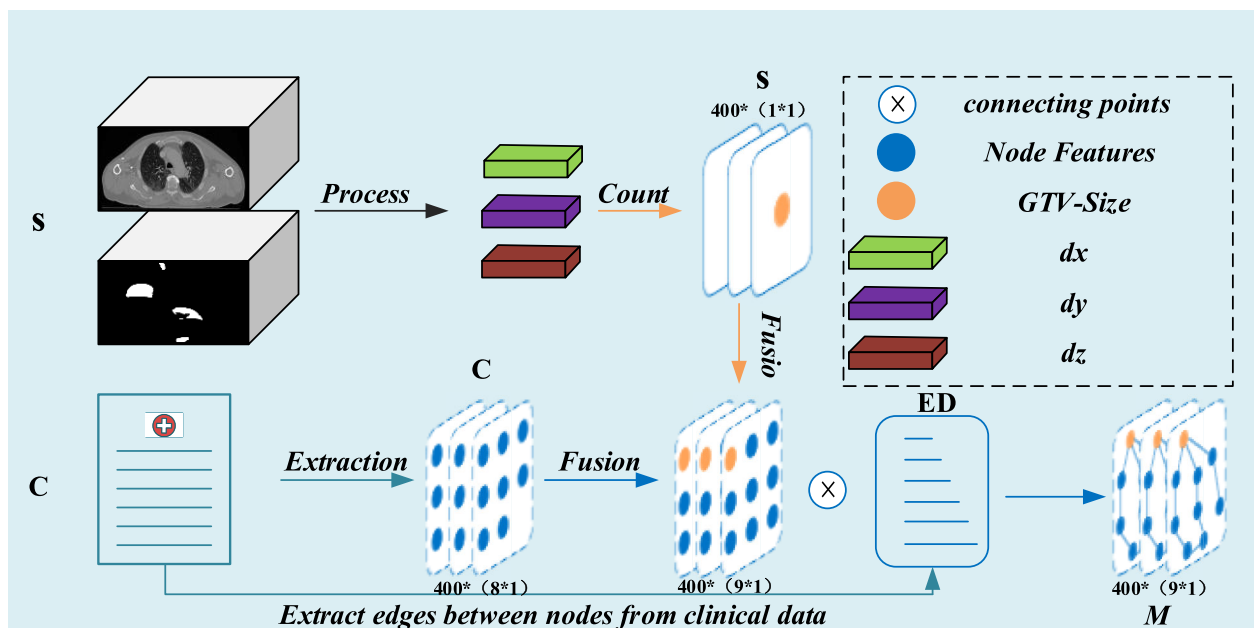 s
400*（1*1）
connecting points
Node Features
GTV-Size
dx
dy
dz
s
Process
Count
Fusio
C
ED
C
Extraction
Fusion
400*（8*1）
400*（9*1）
400*（9*1）
Extract edges between nodes from clinical data
M